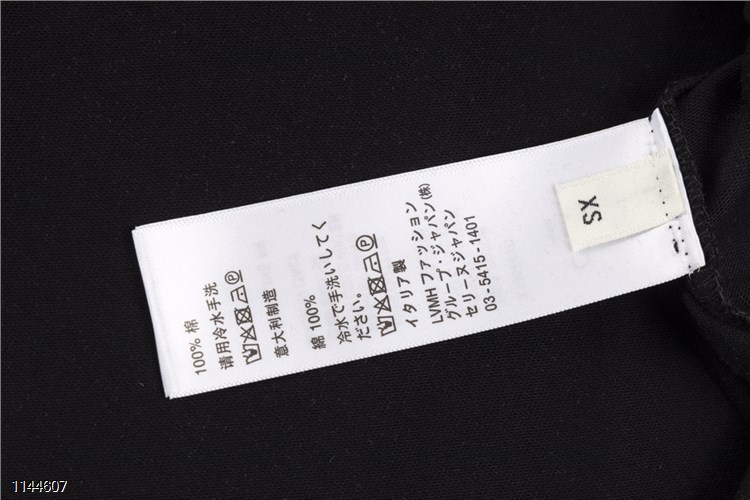 100% 棉
请用冷水手洗
意大利制造
綿 100%
冷水で手洗いしてく
ださい。
イタリア製
LVMH ファッション
グループ・ジャパン(株)
セリーヌジャパン
03-5415-1401
XS
1144607